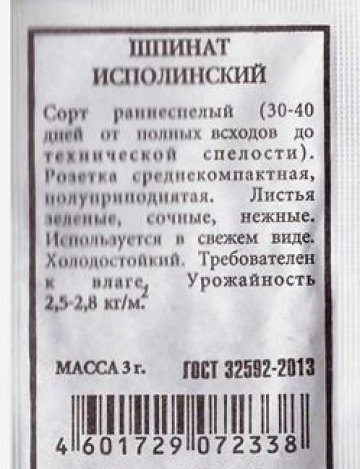 ШПИНАТ
ИСПОЛИНСКИЙ
Сорт раннеспелый (30-40
дней от полных всходов до
технической спелости).
Розетка среднекомпактная,
полуприподнятая. Листья
зеленые, сочные, нежные.
Используется в свежем виде.
Холодостойкий. Требователен
к влаге. Урожайность
2,5-2,8 кг/м²
МАССА 3 г. ГОСТ 32592-2013
4 601729 072338